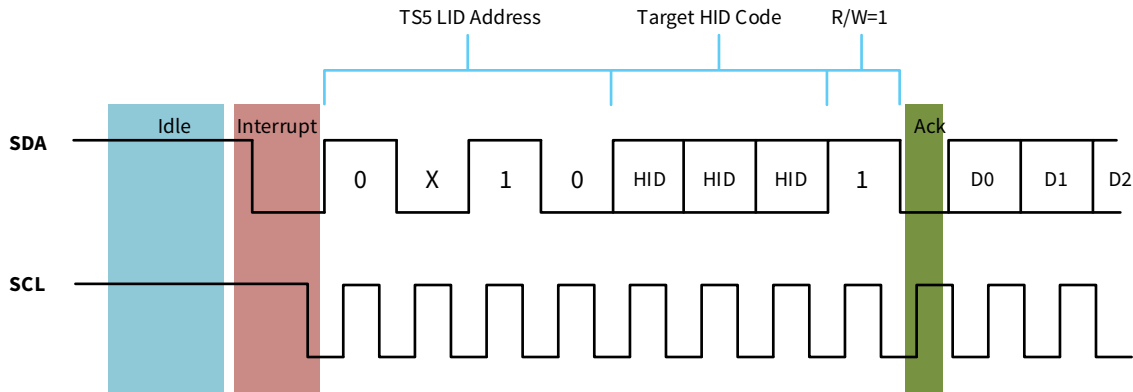 TS5 LID Address Target HID Code R/W=1
Idle Interrupt Ack
SDA
0 X 1 0 HID HID HID 1 D0 D1 D2
SCL